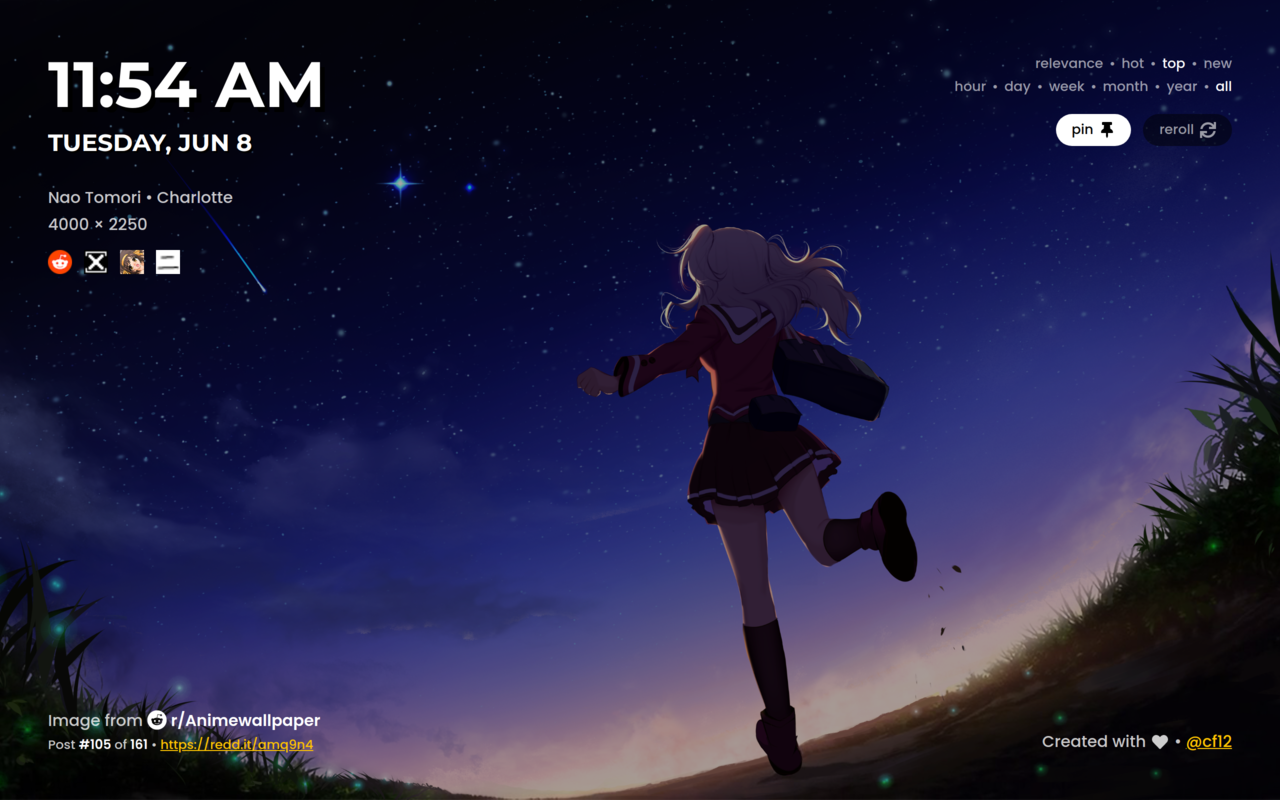 11:54 AM
TUESDAY, JUN 8
Nao Tomori • Charlotte
4000 × 2250
relevance • hot • top • new
hour • day • week • month • year • all
pin
reroll
Image from r/Animewallpaper
Post #105 of 161 • https://redd.it/amq9n4
Created with ♥ • @cf12